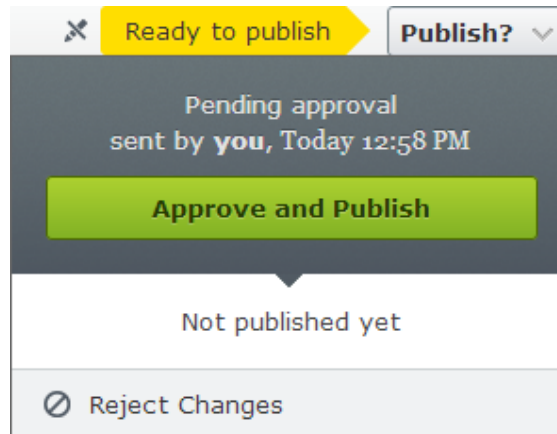 Ready to publish Publish?
Pending approval
sent by you, Today 12:58 PM
Approve and Publish
Not published yet
Reject Changes